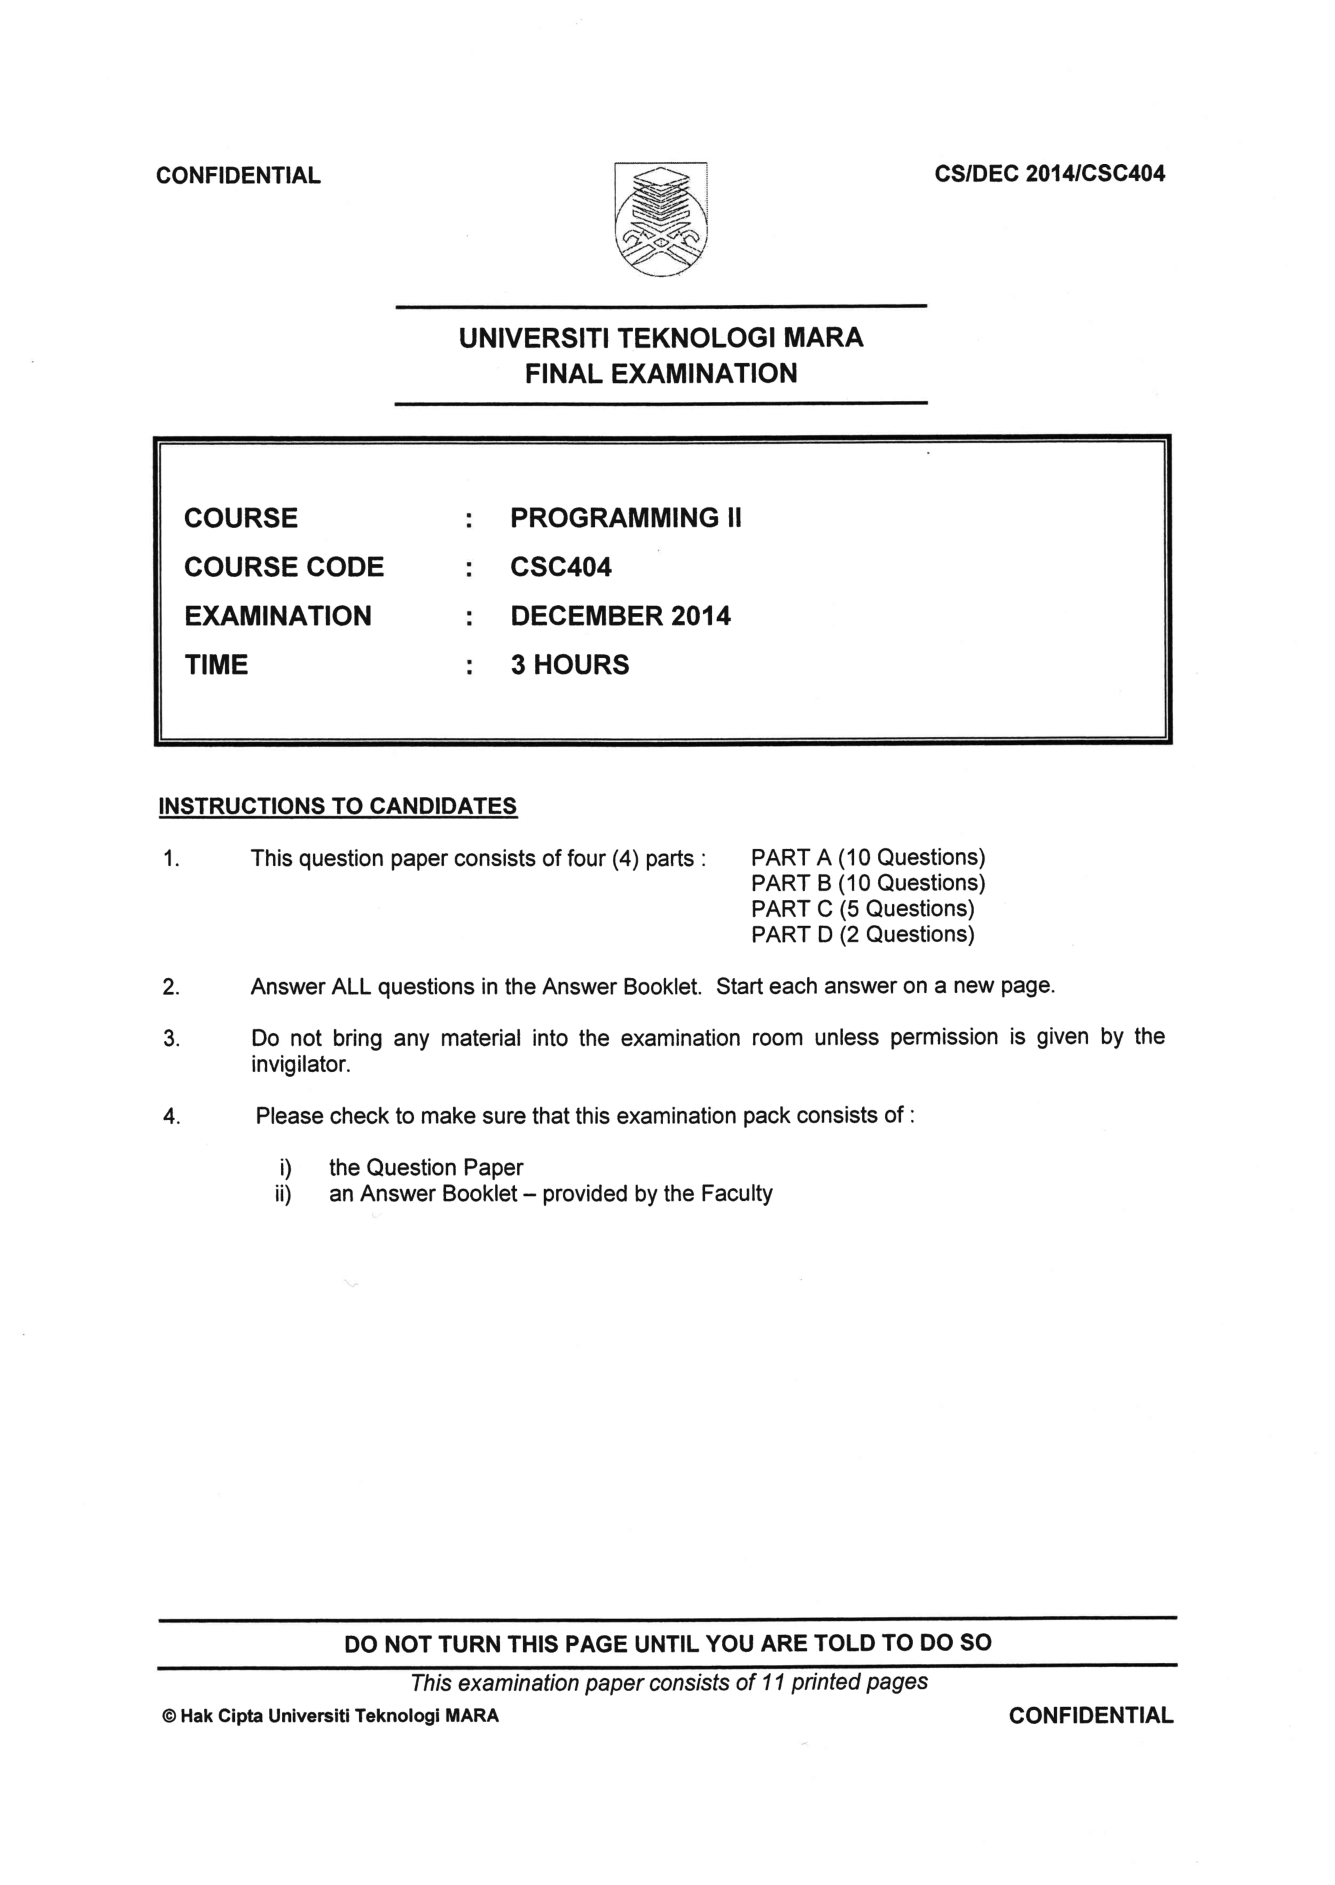 CONFIDENTIAL
CS/DEC 2014/CSC404
UNIVERSITI TEKNOLOGI MARA
FINAL EXAMINATION
COURSE : PROGRAMMING II
COURSE CODE : CSC404
EXAMINATION : DECEMBER 2014
TIME : 3 HOURS
INSTRUCTIONS TO CANDIDATES
1. This question paper consists of four (4) parts : PART A (10 Questions)
PART B (10 Questions)
PART C (5 Questions)
PART D (2 Questions)
2. Answer ALL questions in the Answer Booklet. Start each answer on a new page.
3. Do not bring any material into the examination room unless permission is given by the
invigilator.
4. Please check to make sure that this examination pack consists of :
i) the Question Paper
ii) an Answer Booklet – provided by the Faculty
DO NOT TURN THIS PAGE UNTIL YOU ARE TOLD TO DO SO
This examination paper consists of 11 printed pages
© Hak Cipta Universiti Teknologi MARA
CONFIDENTIAL